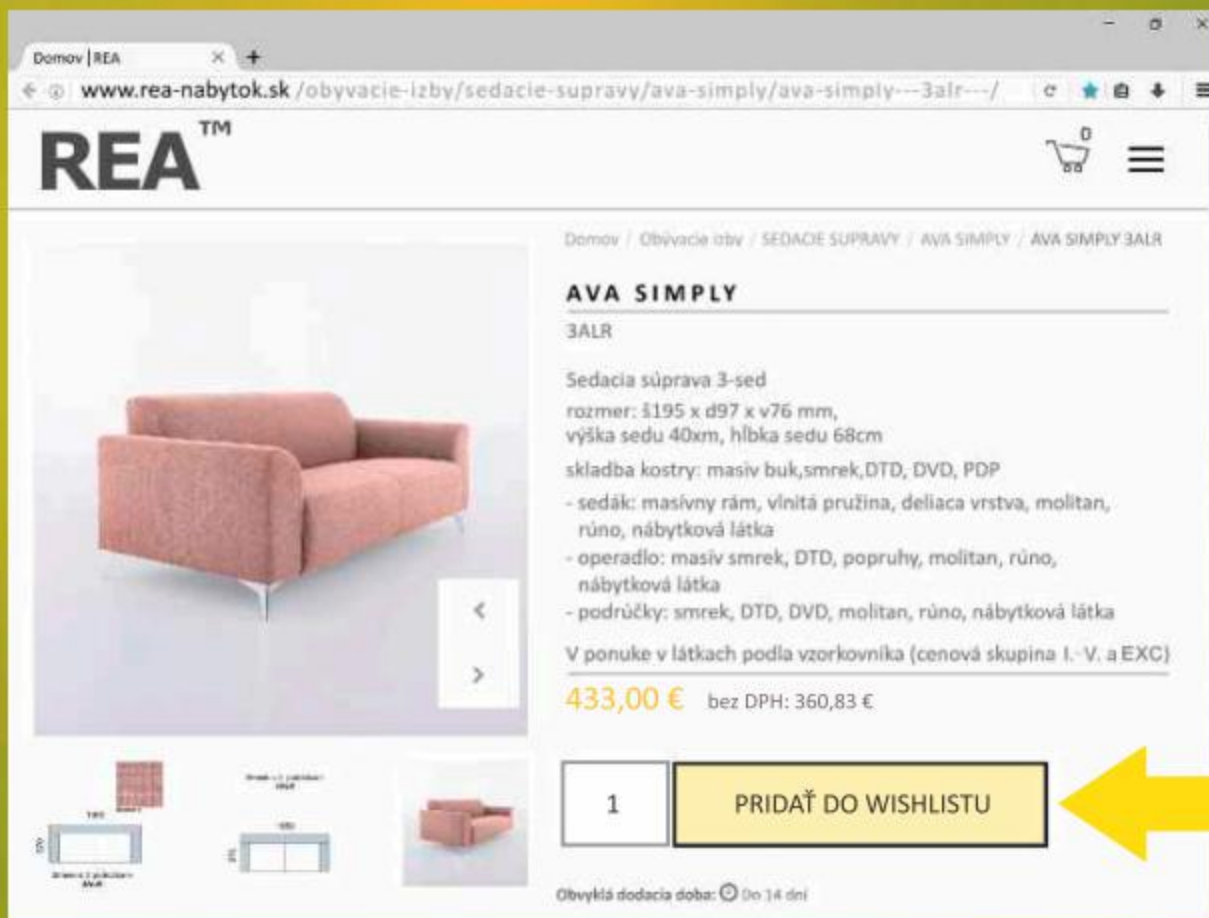 Domov | REA
www.rea-nabytok.sk /obyvacie-izby/sedacie-supravy/ava-simply/ava-simply---3alr---/
REA™
0
Domov / Obývacie izby / SEDACIE SUPRAVY / AVA SIMPLY / AVA SIMPLY 3ALR
AVA SIMPLY
3ALR
Sedacia súprava 3-sed
rozmer: š195 x d97 x v76 mm,
výška sedu 40xm, hĺbka sedu 68cm
skladba kostry: masiv buk,smrek,DTD, DVD, PDP
- sedák: masívny rám, vlnitá pružina, deliaca vrstva, molitan,
rúno, nábytková látka
- operadlo: masiv smrek, DTD, popruhy, molitan, rúno,
nábytková látka
- podrúčky: smrek, DTD, DVD, molitan, rúno, nábytková látka
V ponuke v látkach podla vzorkovnika (cenová skupina I.- V. a EXC)
433,00 € bez DPH: 360,83 €
1 PRIDAŤ DO WISHLISTU
Obvyklá dodacia doba: Do 14 dní